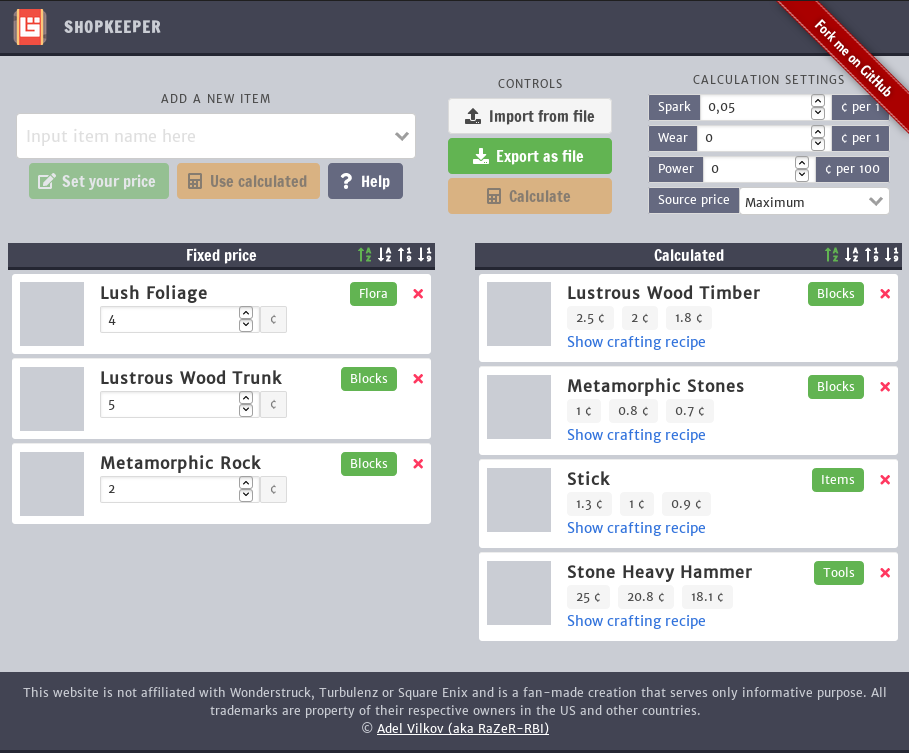 SHOPKEEPER
Fork me on GitHub
ADD A NEW ITEM
Input item name here
Set your price
Use calculated
? Help
CONTROLS
Import from file
Export as file
Calculate
CALCULATION SETTINGS
Spark 0,05 ¢ per 1
Wear 0 ¢ per 1
Power 0 ¢ per 100
Source price Maximum
Fixed price
Lush Foliage Flora
4 ¢
Lustrous Wood Trunk Blocks
5 ¢
Metamorphic Rock Blocks
2 ¢
Calculated
Lustrous Wood Timber Blocks
2.5 ¢ 2 ¢ 1.8 ¢
Show crafting recipe
Metamorphic Stones Blocks
1 ¢ 0.8 ¢ 0.7 ¢
Show crafting recipe
Stick Items
1.3 ¢ 1 ¢ 0.9 ¢
Show crafting recipe
Stone Heavy Hammer Tools
25 ¢ 20.8 ¢ 18.1 ¢
Show crafting recipe
This website is not affiliated with Wonderstruck, Turbulenz or Square Enix and is a fan-made creation that serves only informative purpose. All
trademarks are property of their respective owners in the US and other countries.
© Adel Vilkov (aka RaZeR-RBI)